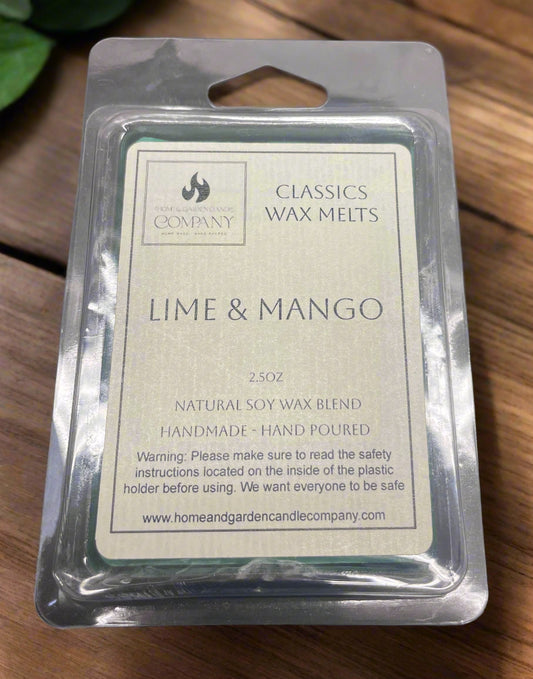 HOME & GARDEN CANDLE
COMPANY
CLASSICS
WAX MELTS
LIME & MANGO
2.5OZ
NATURAL SOY WAX BLEND
HANDMADE - HAND POURED
Warning: Please make sure to read the safety
instructions located on the inside of the plastic
holder before using. We want everyone to be safe
www.homeandgardencandlecompany.com